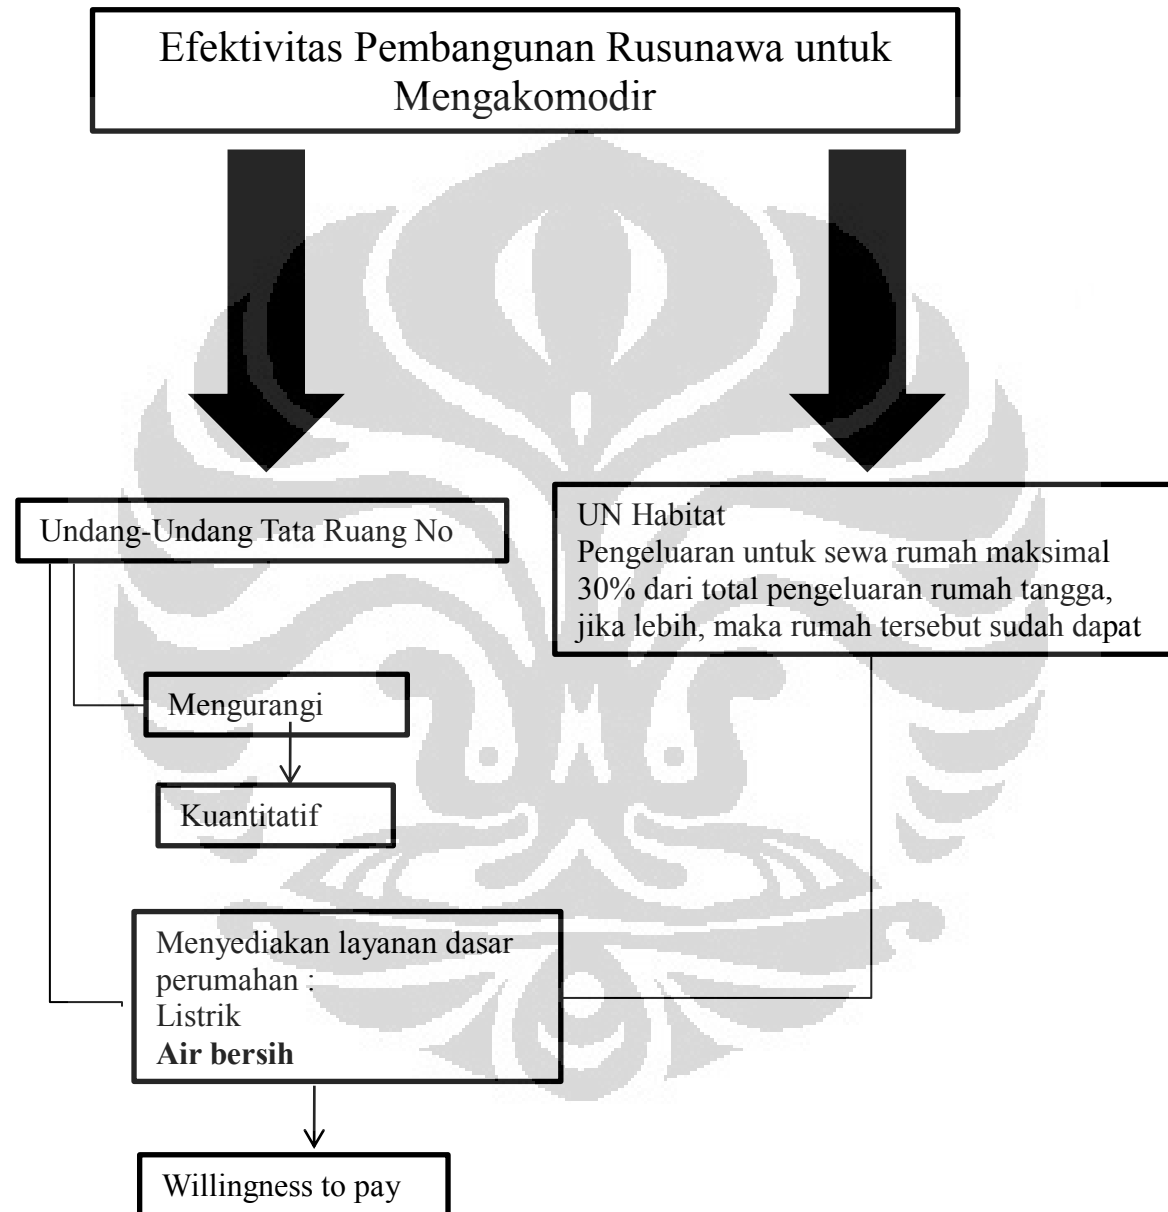 Efektivitas Pembangunan Rusunawa untuk
Mengakomodir
Undang-Undang Tata Ruang No
UN Habitat
Pengeluaran untuk sewa rumah maksimal
30% dari total pengeluaran rumah tangga,
jika lebih, maka rumah tersebut sudah dapat
Mengurangi
Kuantitatif
Menyediakan layanan dasar
perumahan :
Listrik
Air bersih
Willingness to pay